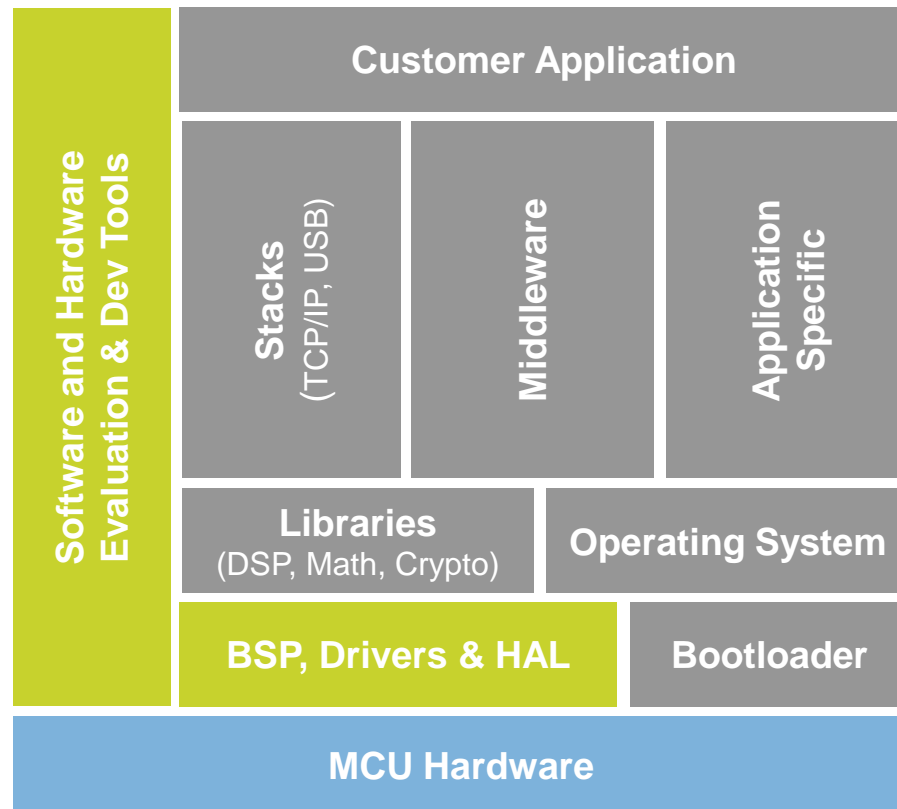 Software and Hardware
Evaluation & Dev Tools
Customer Application
Stacks
(TCP/IP, USB)
Middleware
Application
Specific
Libraries
(DSP, Math, Crypto)
Operating System
BSP, Drivers & HAL
Bootloader
MCU Hardware